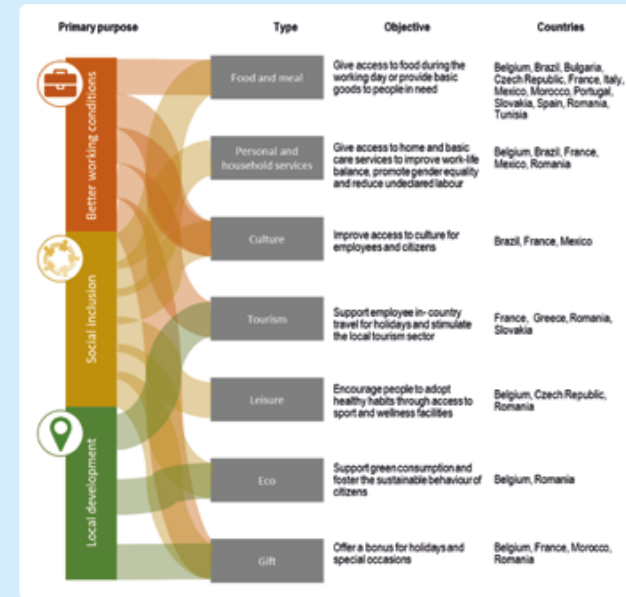 Primary purpose
Type
Objective
Countries
Better working conditions
Social inclusion
Local development
Food and meal
Give access to food during the
working day or provide basic
goods to people in need
Belgium, Brazil, Bulgaria,
Czech Republic, France, Italy,
Mexico, Morocco, Portugal,
Slovakia, Spain, Romania,
Tunisia
Personal and
household services
Give access to home and basic
care services to improve work-life
balance, promote gender equality
and reduce undeclared labour
Belgium, Brazil, France,
Mexico, Romania
Culture
Improve access to culture for
employees and citizens
Brazil, France, Mexico
Tourism
Support employee in- country
travel for holidays and stimulate
the local tourism sector
France, Greece, Romania,
Slovakia
Leisure
Encourage people to adopt
healthy habits through access to
sport and wellness facilities
Belgium, Czech Republic,
Romania
Eco
Support green consumption and
foster the sustainable behaviour of
citizens
Belgium, Romania
Gift
Offer a bonus for holidays and
special occasions
Belgium, France, Morocco,
Romania